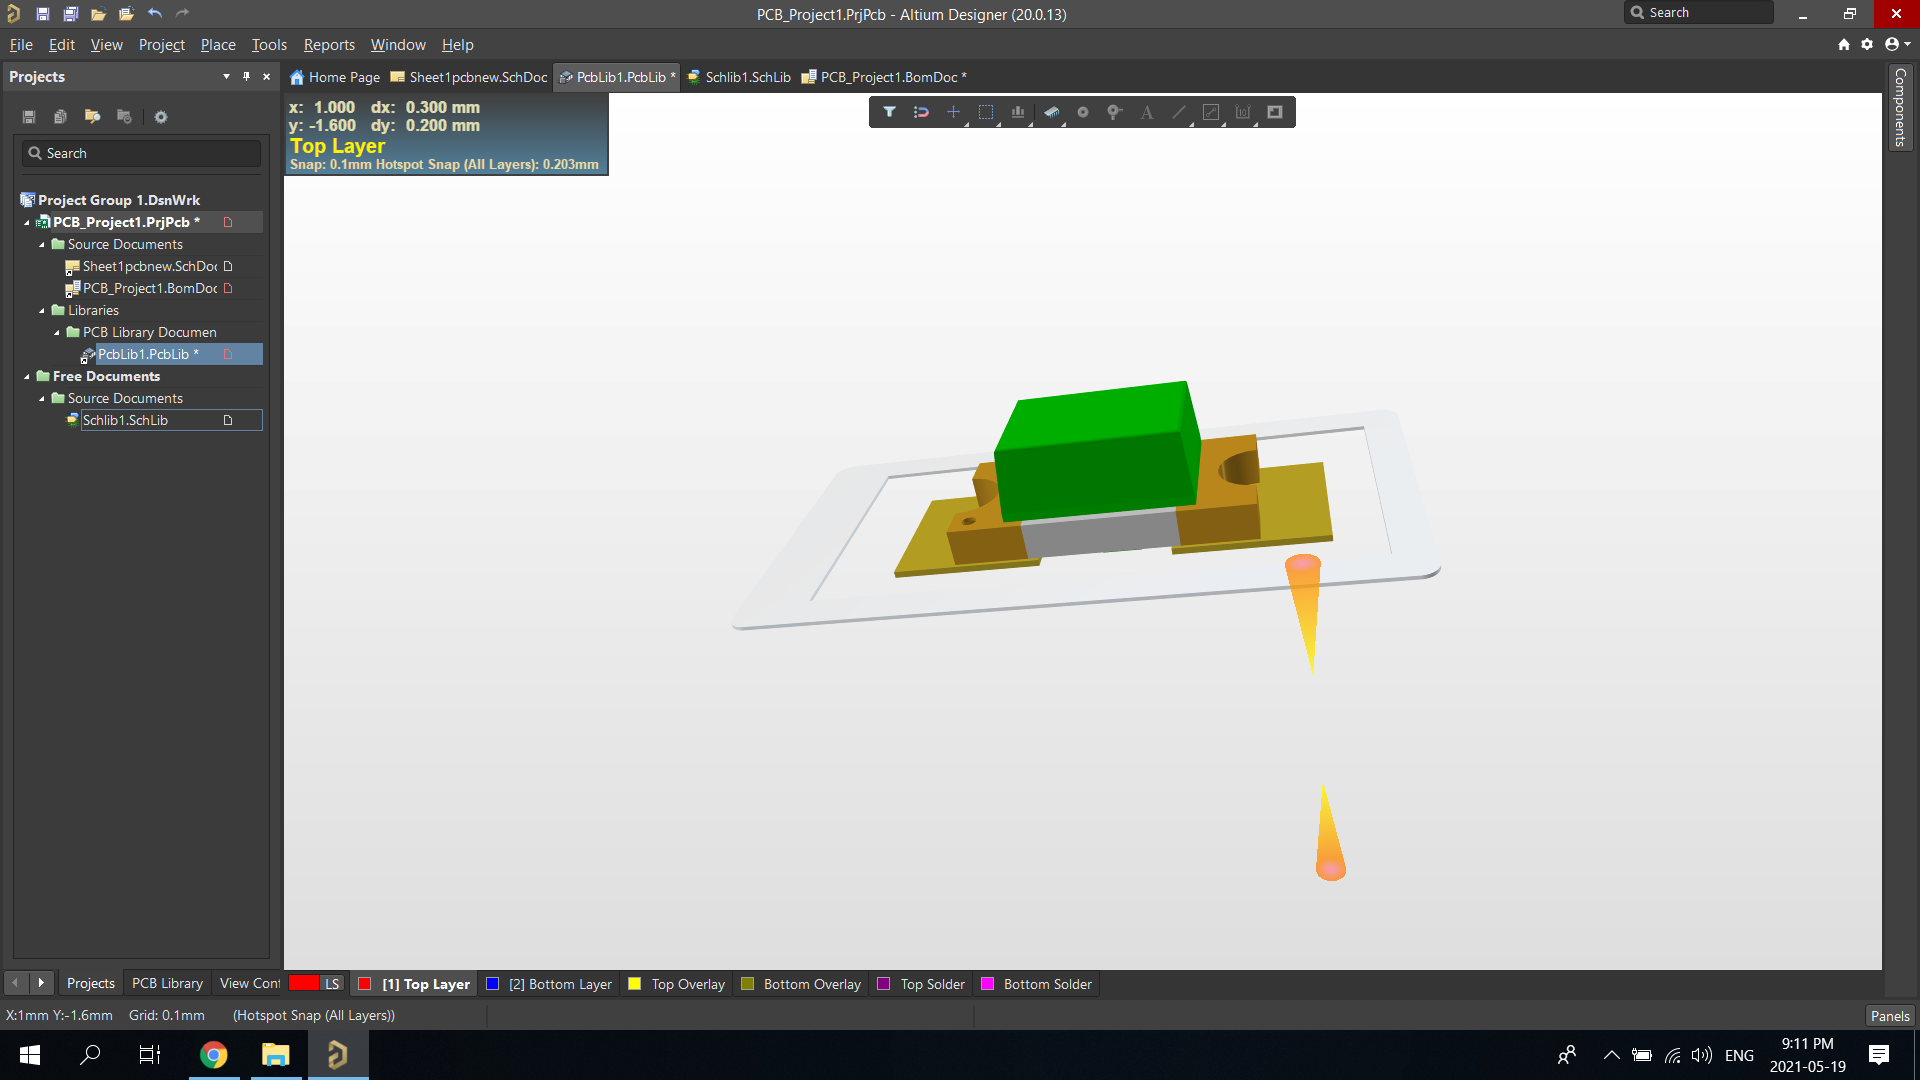 PCB_Project1.PrjPcb - Altium Designer (20.0.13)
Search
File Edit View Project Place Tools Reports Window Help
Projects
Home Page Sheet1pcbnew.SchDoc PcbLib1.PcbLib * Schlib1.SchLib PCB_Project1.BomDoc *
Components
x: 1.000 dx: 0.300 mm
y: -1.600 dy: 0.200 mm
Top Layer
Snap: 0.1mm Hotspot Snap (All Layers): 0.203mm
Search
Project Group 1.DsnWrk
PCB_Project1.PrjPcb *
Source Documents
Sheet1pcbnew.SchDoc
PCB_Project1.BomDoc
Libraries
PCB Library Documen
PcbLib1.PcbLib *
Free Documents
Source Documents
Schlib1.SchLib
Projects PCB Library View Conf
LS [1] Top Layer [2] Bottom Layer Top Overlay Bottom Overlay Top Solder Bottom Solder
X:1mm Y:-1.6mm Grid: 0.1mm (Hotspot Snap (All Layers))
Panels
ENG
9:11 PM
2021-05-19